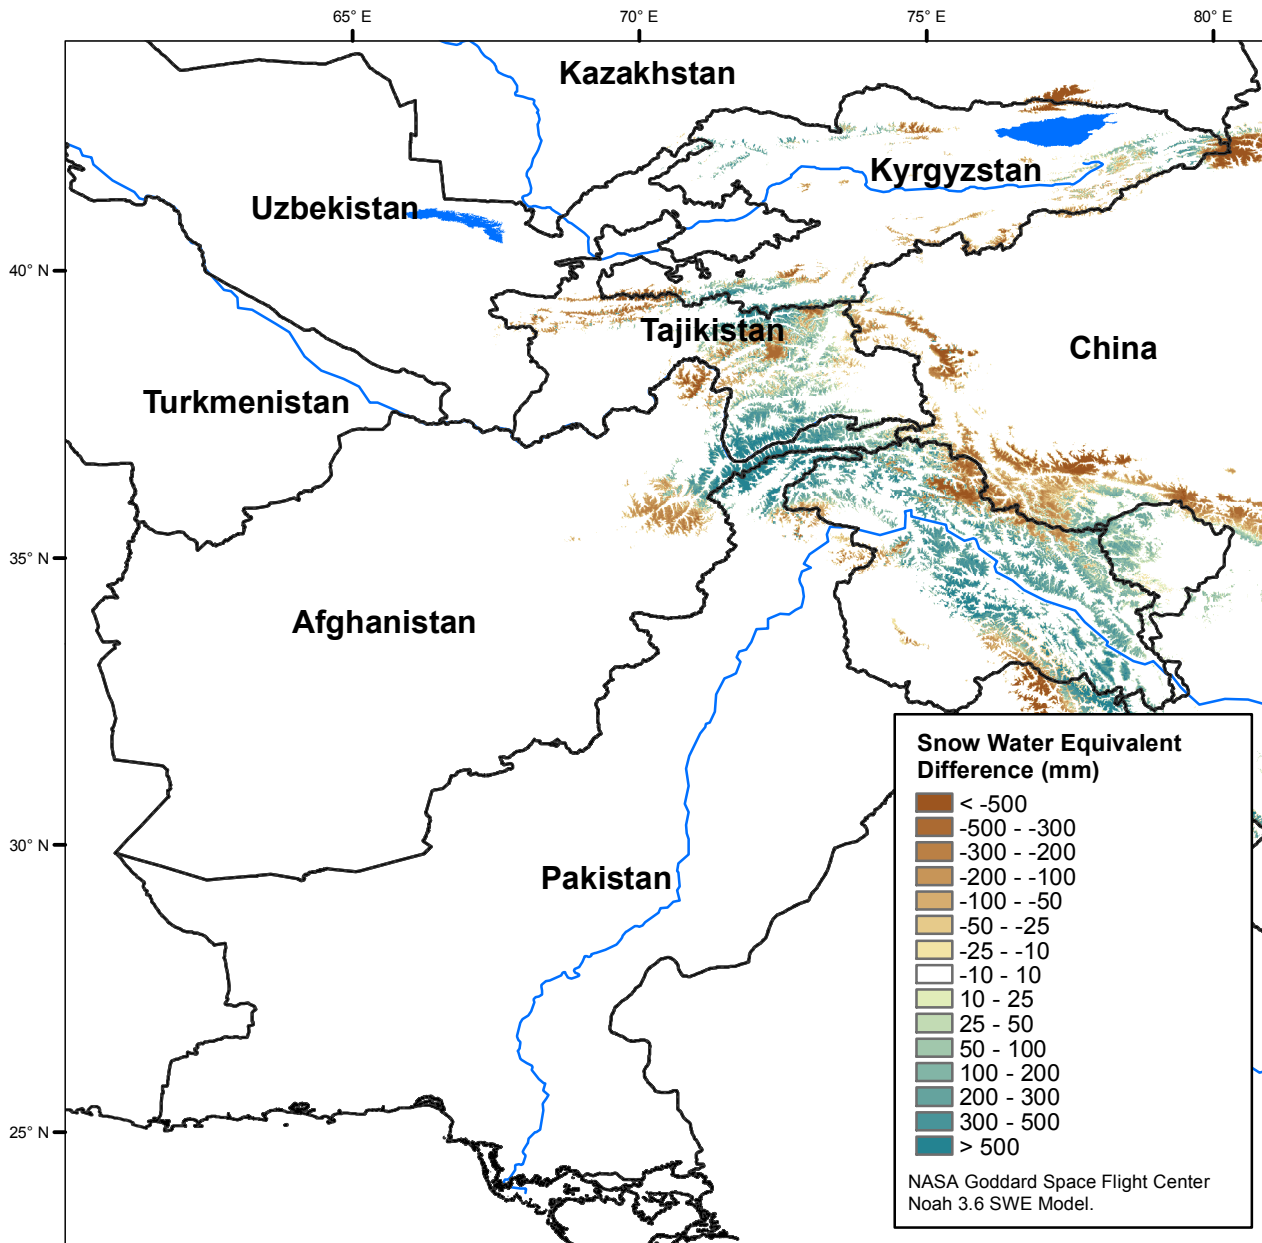 65° E
70° E
75° E
80° E
Kazakhstan
Kyrgyzstan
Uzbekistan
40° N
Tajikistan
China
Turkmenistan
35° N
Afghanistan
30° N
Pakistan
25° N
Snow Water Equivalent
Difference (mm)
< -500
-500 - -300
-300 - -200
-200 - -100
-100 - -50
-50 - -25
-25 - -10
-10 - 10
10 - 25
25 - 50
50 - 100
100 - 200
200 - 300
300 - 500
> 500
NASA Goddard Space Flight Center
Noah 3.6 SWE Model.